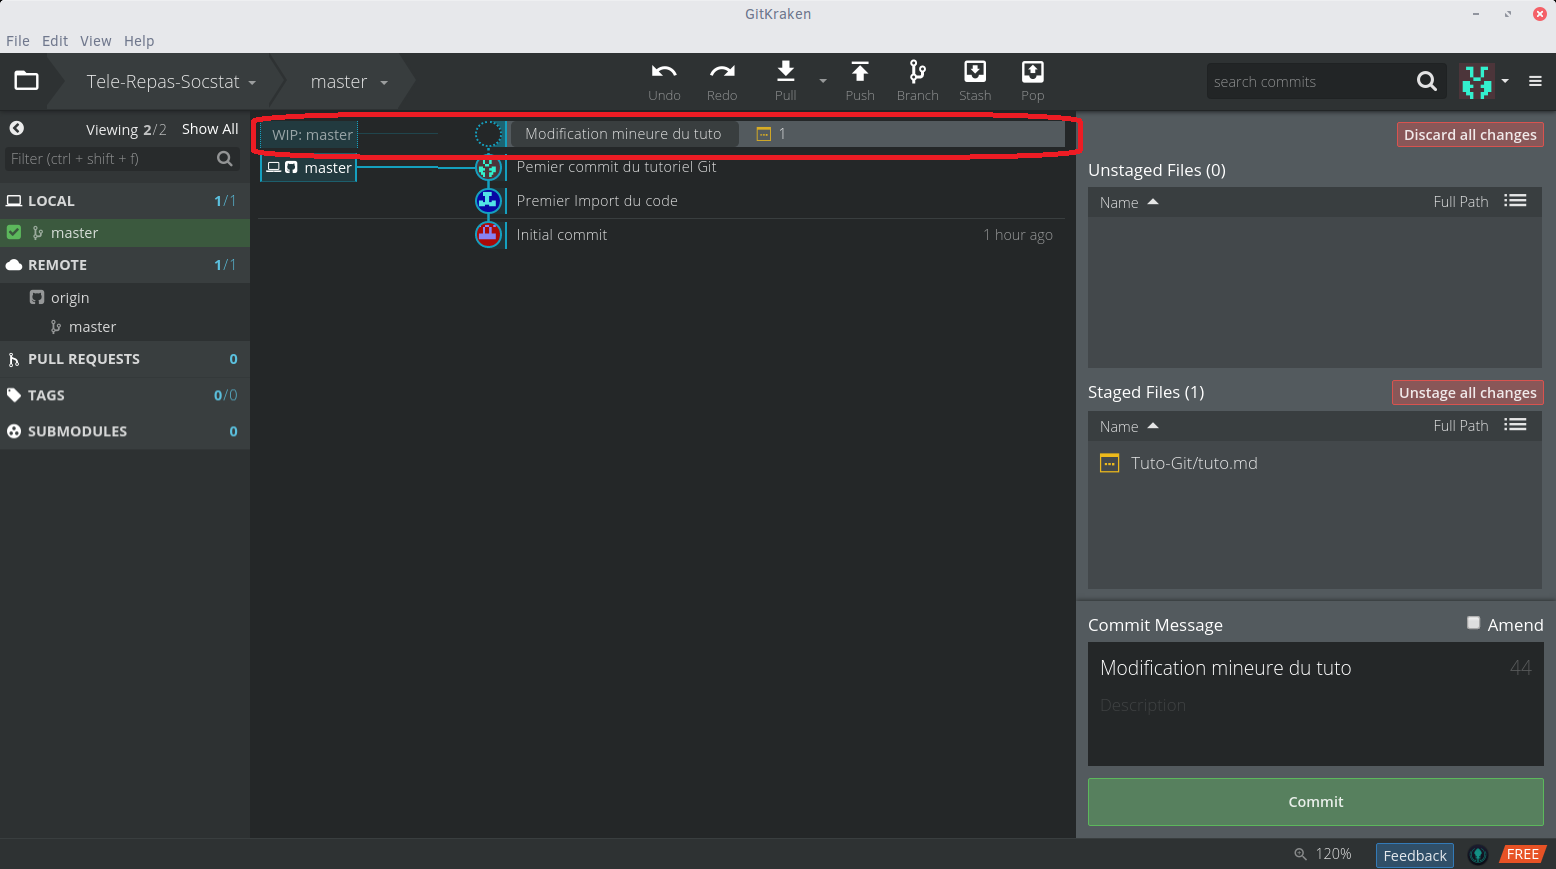 GitKraken
File Edit View Help
Tele-Repas-Socstat master
Undo Redo Pull Push Branch Stash Pop
search commits
Viewing 2/2 Show All
Filter (ctrl + shift + f)
LOCAL 1/1
master
REMOTE 1/1
origin
master
PULL REQUESTS 0
TAGS 0/0
SUBMODULES 0
WIP: master Modification mineure du tuto 1
master Pemier commit du tutoriel Git
Premier Import du code
Initial commit 1 hour ago
Discard all changes
Unstaged Files (0)
Name Full Path
Staged Files (1) Unstage all changes
Name Full Path
Tuto-Git/tuto.md
Commit Message Amend
Modification mineure du tuto 44
Description
Commit
120% Feedback FREE